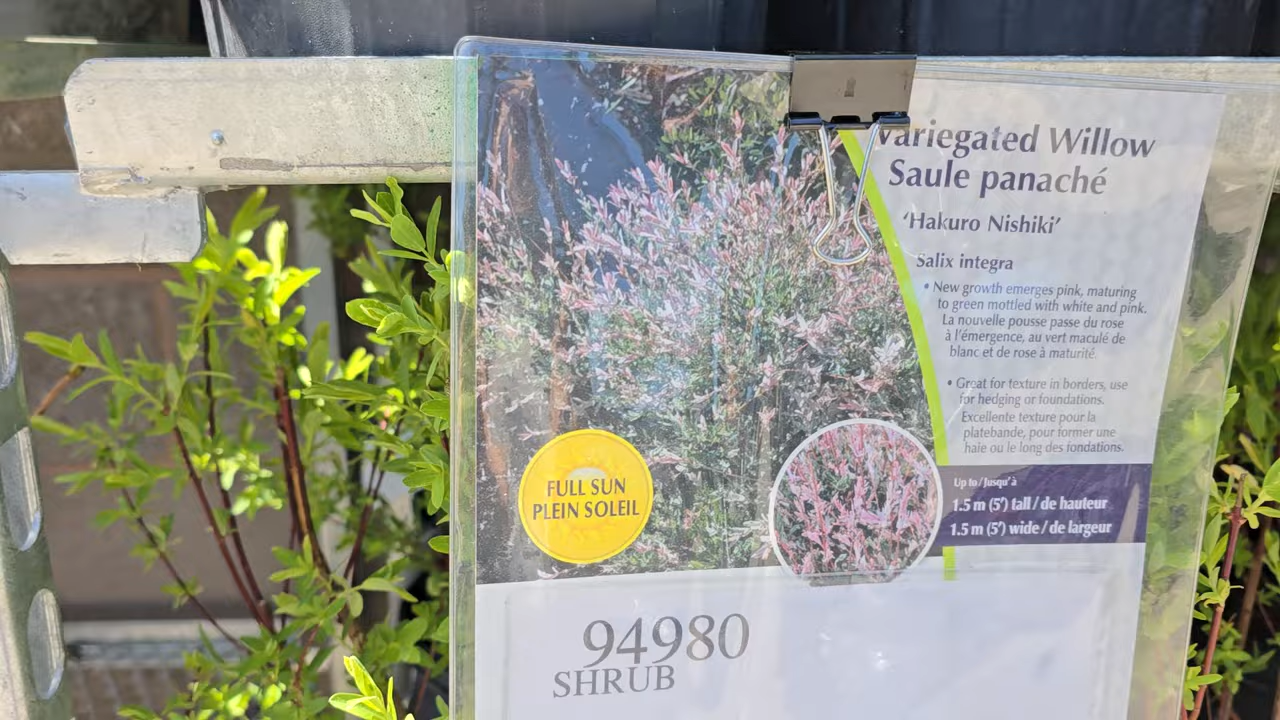 Variegated Willow
Saule panaché
‘Hakuro Nishiki’
Salix integra
• New growth emerges pink, maturing
to green mottled with white and pink.
La nouvelle pousse passe du rose
à l’émergence, au vert maculé de
blanc et de rose à maturité.
• Great for texture in borders, use
for hedging or foundations.
Excellente texture pour la
platebande, pour former une
haie ou le long des fondations.
FULL SUN
PLEIN SOLEIL
Up to / Jusqu’à
1.5 m (5') tall / de hauteur
1.5 m (5') wide / de largeur
94980
SHRUB